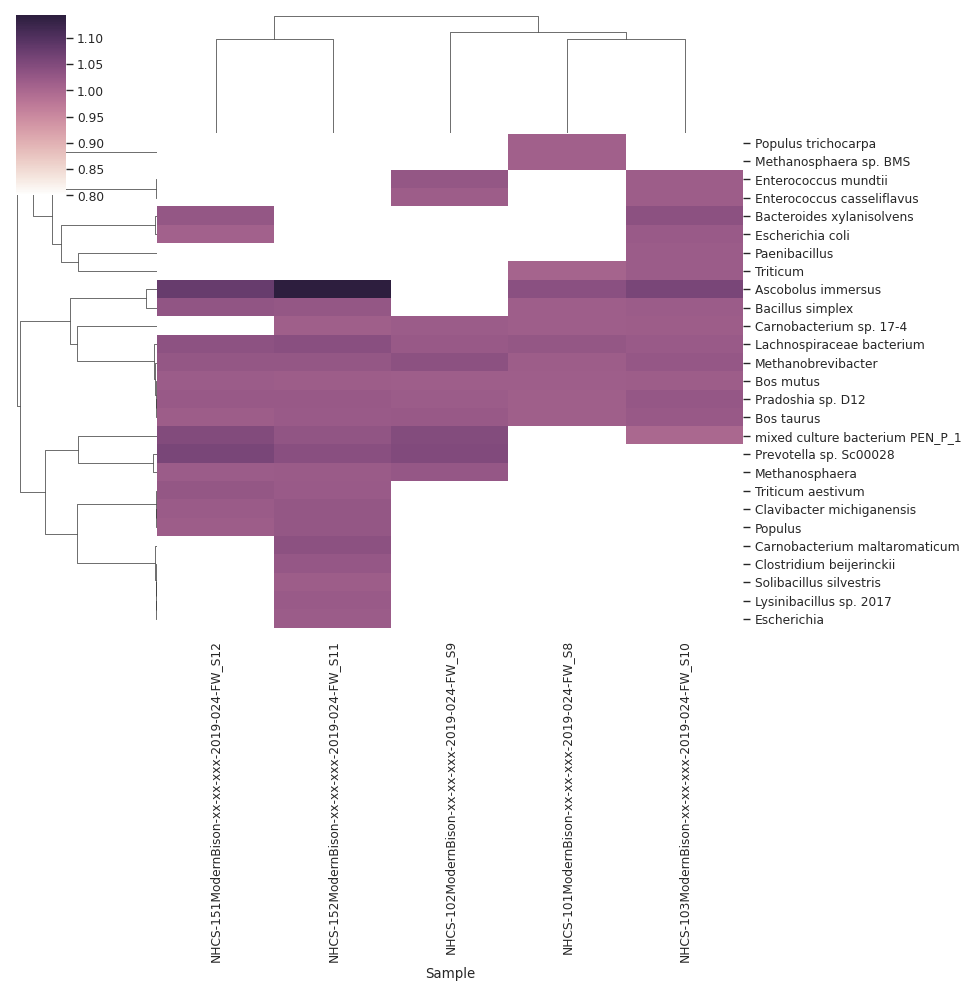 1.10
1.05
1.00
0.95
0.90
0.85
0.80
Populus trichocarpa
Methanosphaera sp. BMS
Enterococcus mundtii
Enterococcus casseliflavus
Bacteroides xylanisolvens
Escherichia coli
Paenibacillus
Triticum
Ascobolus immersus
Bacillus simplex
Carnobacterium sp. 17-4
Lachnospiraceae bacterium
Methanobrevibacter
Bos mutus
Pradoshia sp. D12
Bos taurus
mixed culture bacterium PEN_P_1
Prevotella sp. Sc00028
Methanosphaera
Triticum aestivum
Clavibacter michiganensis
Populus
Carnobacterium maltaromaticum
Clostridium beijerinckii
Solibacillus silvestris
Lysinibacillus sp. 2017
Escherichia
NHCS-151ModernBison-xx-xx-xxx-2019-024-FW_S12
NHCS-152ModernBison-xx-xx-xxx-2019-024-FW_S11
NHCS-102ModernBison-xx-xx-xxx-2019-024-FW_S9
NHCS-101ModernBison-xx-xx-xxx-2019-024-FW_S8
NHCS-103ModernBison-xx-xx-xxx-2019-024-FW_S10
Sample